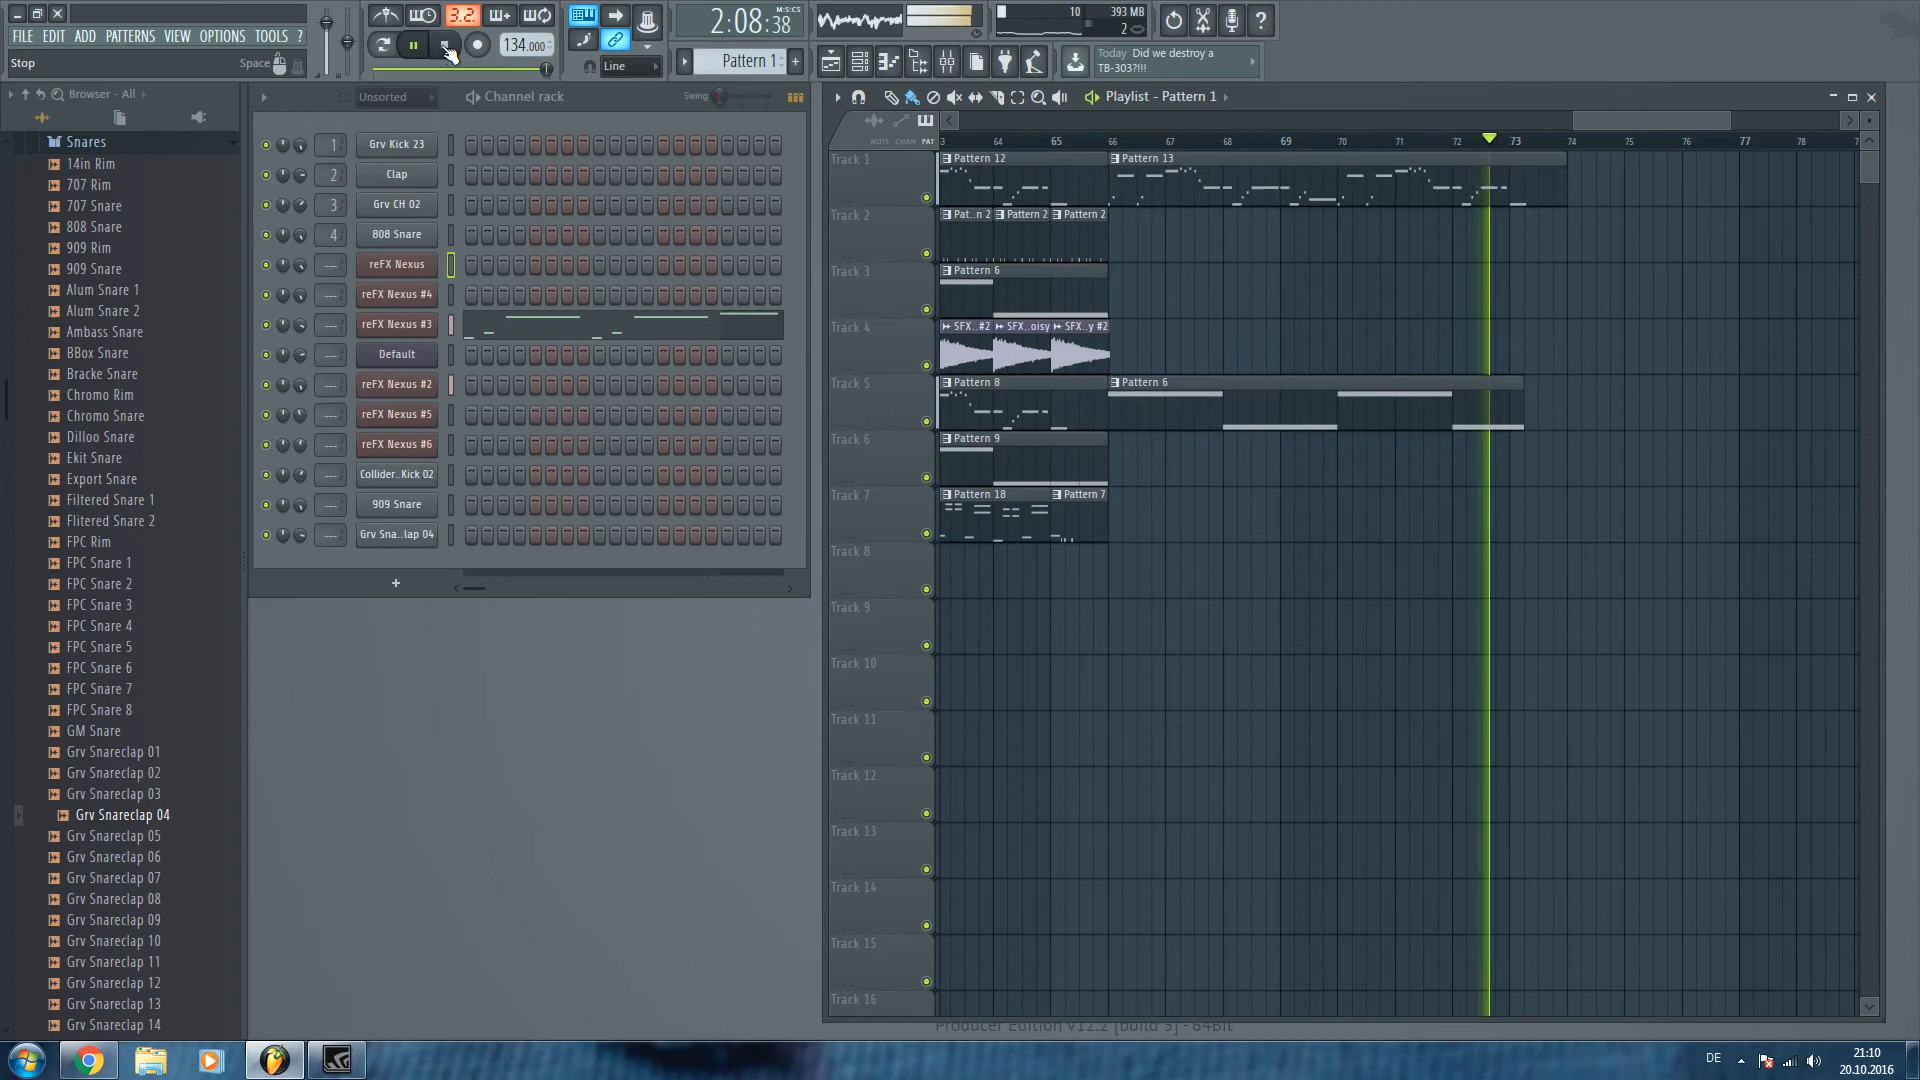 3.2.
2:08:38
M:S:CS
10
393 MB
2
FILE EDIT ADD PATTERNS VIEW OPTIONS TOOLS ?
134.000
Stop
Space
Line
Pattern 1
Today Did we destroy a
TB-303?!!!
Browser - All
Unsorted
Channel rack
Swing
Playlist - Pattern 1
NOTE CHAN PAT
3 64 65 66 67 68 69 70 71 72 73 74 75 76 77 78 7
Snares
14in Rim
707 Rim
707 Snare
808 Snare
909 Rim
909 Snare
Alum Snare 1
Alum Snare 2
Ambass Snare
BBox Snare
Bracke Snare
Chromo Rim
Chromo Snare
Dilloo Snare
Ekit Snare
Export Snare
Filtered Snare 1
Flitered Snare 2
FPC Rim
FPC Snare 1
FPC Snare 2
FPC Snare 3
FPC Snare 4
FPC Snare 5
FPC Snare 6
FPC Snare 7
FPC Snare 8
GM Snare
Grv Snareclap 01
Grv Snareclap 02
Grv Snareclap 03
Grv Snareclap 04
Grv Snareclap 05
Grv Snareclap 06
Grv Snareclap 07
Grv Snareclap 08
Grv Snareclap 09
Grv Snareclap 10
Grv Snareclap 11
Grv Snareclap 12
Grv Snareclap 13
Grv Snareclap 14
1 Grv Kick 23
2 Clap
3 Grv CH 02
4 808 Snare
--- reFX Nexus
--- reFX Nexus #4
--- reFX Nexus #3
--- Default
--- reFX Nexus #2
--- reFX Nexus #5
--- reFX Nexus #6
--- Collider..Kick 02
--- 909 Snare
--- Grv Sna..lap 04
+
Track 1
Pattern 12
Pattern 13
Track 2
Pat..n 2
Pattern 2
Pattern 2
Track 3
Pattern 6
Track 4
SFX..#2
SFX..oisy
SFX..y #2
Track 5
Pattern 8
Pattern 6
Track 6
Pattern 9
Track 7
Pattern 18
Pattern 7
Track 8
Track 9
Track 10
Track 11
Track 12
Track 13
Track 14
Track 15
Track 16
Producer Edition v12.2 [build 3] - 64Bit
DE
21:10
20.10.2016